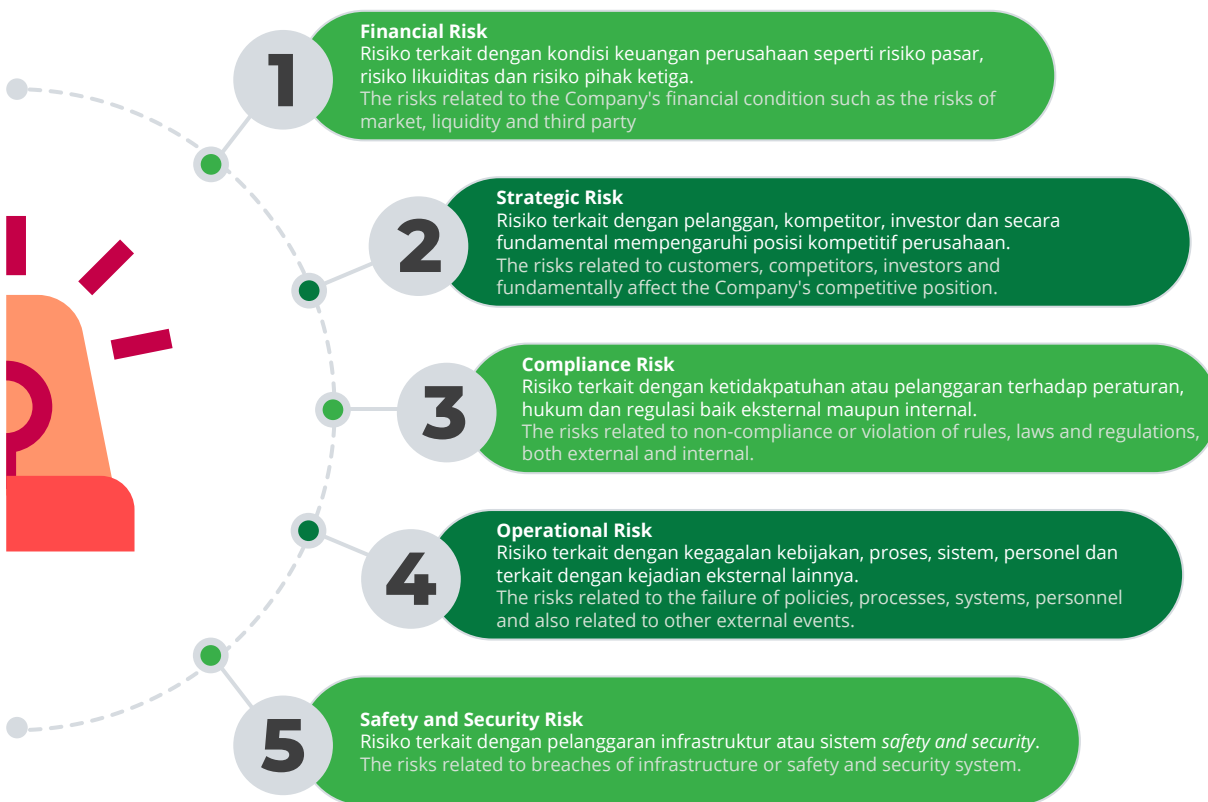 1
Financial Risk
Risiko terkait dengan kondisi keuangan perusahaan seperti risiko pasar,
risiko likuiditas dan risiko pihak ketiga.
The risks related to the Company's financial condition such as the risks of
market, liquidity and third party
2
Strategic Risk
Risiko terkait dengan pelanggan, kompetitor, investor dan secara
fundamental mempengaruhi posisi kompetitif perusahaan.
The risks related to customers, competitors, investors and
fundamentally affect the Company's competitive position.
3
Compliance Risk
Risiko terkait dengan ketidakpatuhan atau pelanggaran terhadap peraturan,
hukum dan regulasi baik eksternal maupun internal.
The risks related to non-compliance or violation of rules, laws and regulations,
both external and internal.
4
Operational Risk
Risiko terkait dengan kegagalan kebijakan, proses, sistem, personel dan
terkait dengan kejadian eksternal lainnya.
The risks related to the failure of policies, processes, systems, personnel
and also related to other external events.
5
Safety and Security Risk
Risiko terkait dengan pelanggaran infrastruktur atau sistem safety and security.
The risks related to breaches of infrastructure or safety and security system.